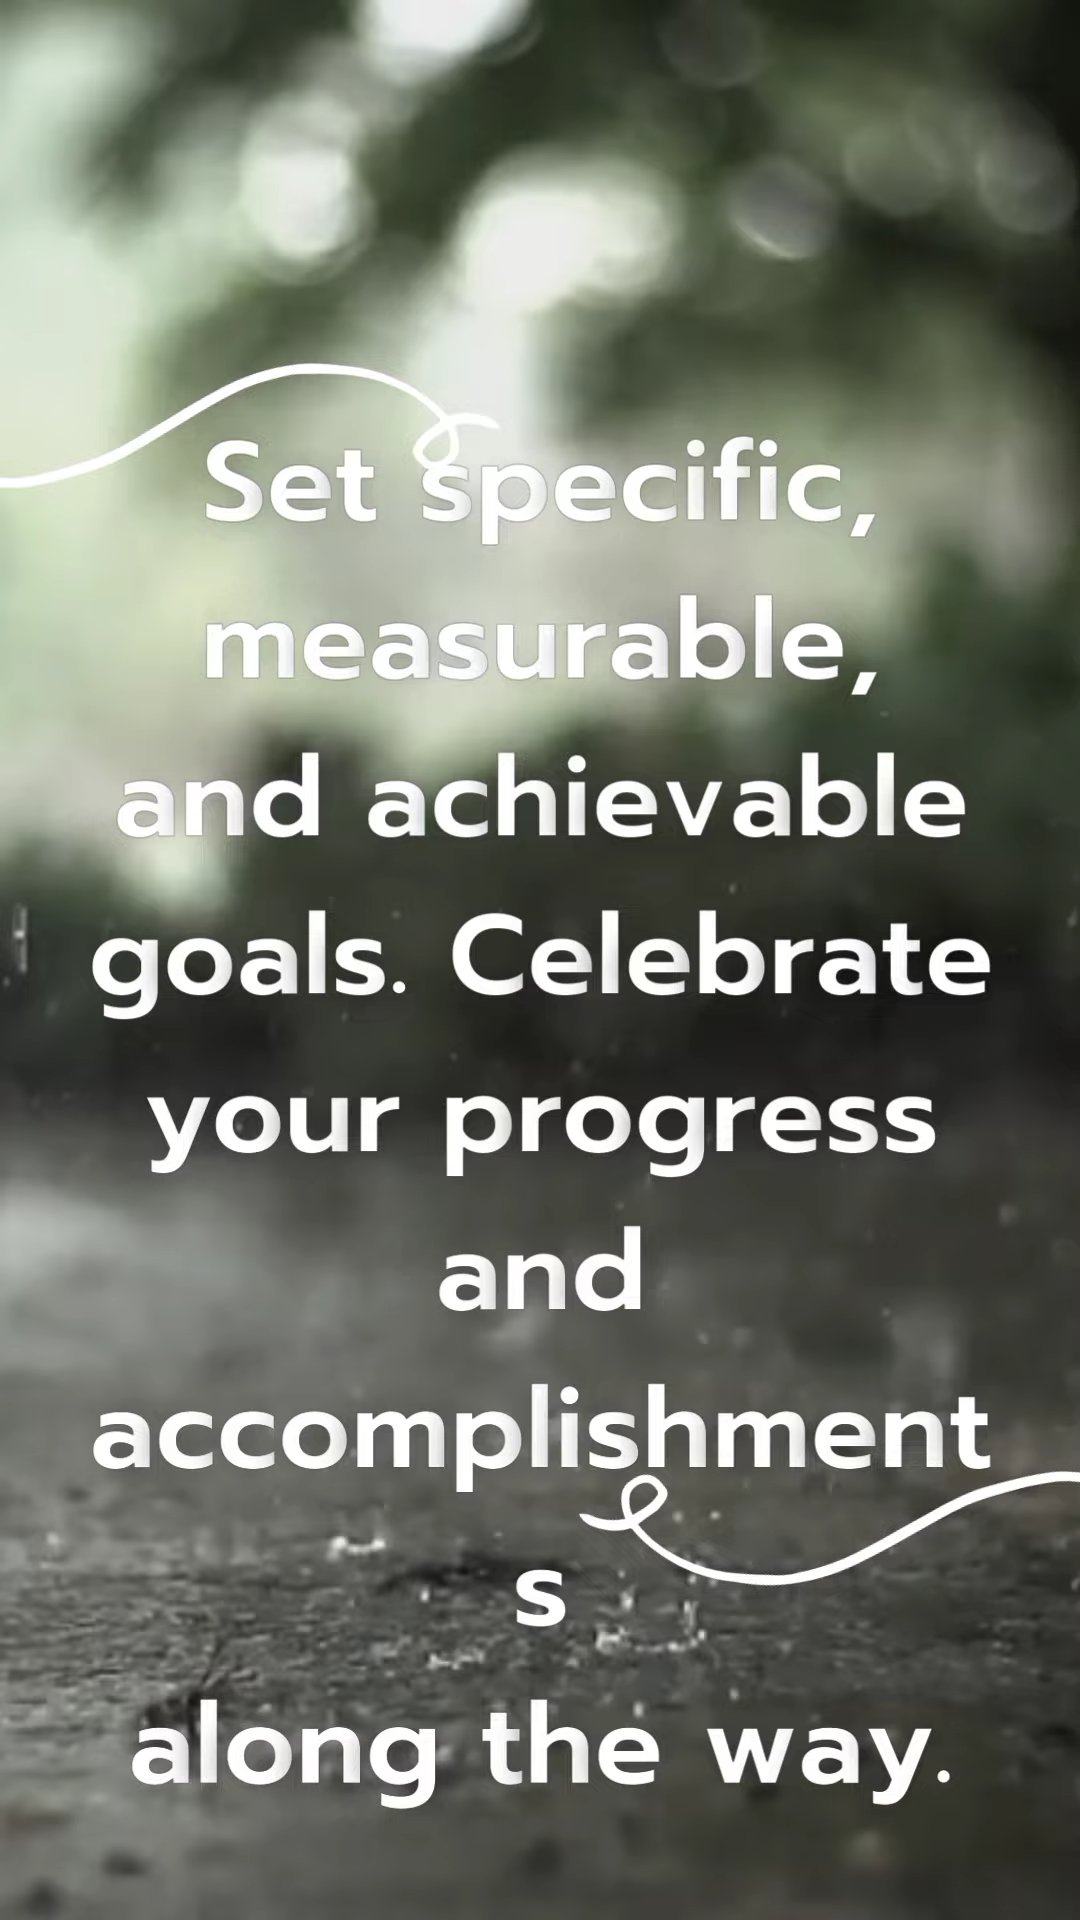 Set specific,
measurable,
and achievable
goals. Celebrate
your progress
and
accomplishment
s
along the way.